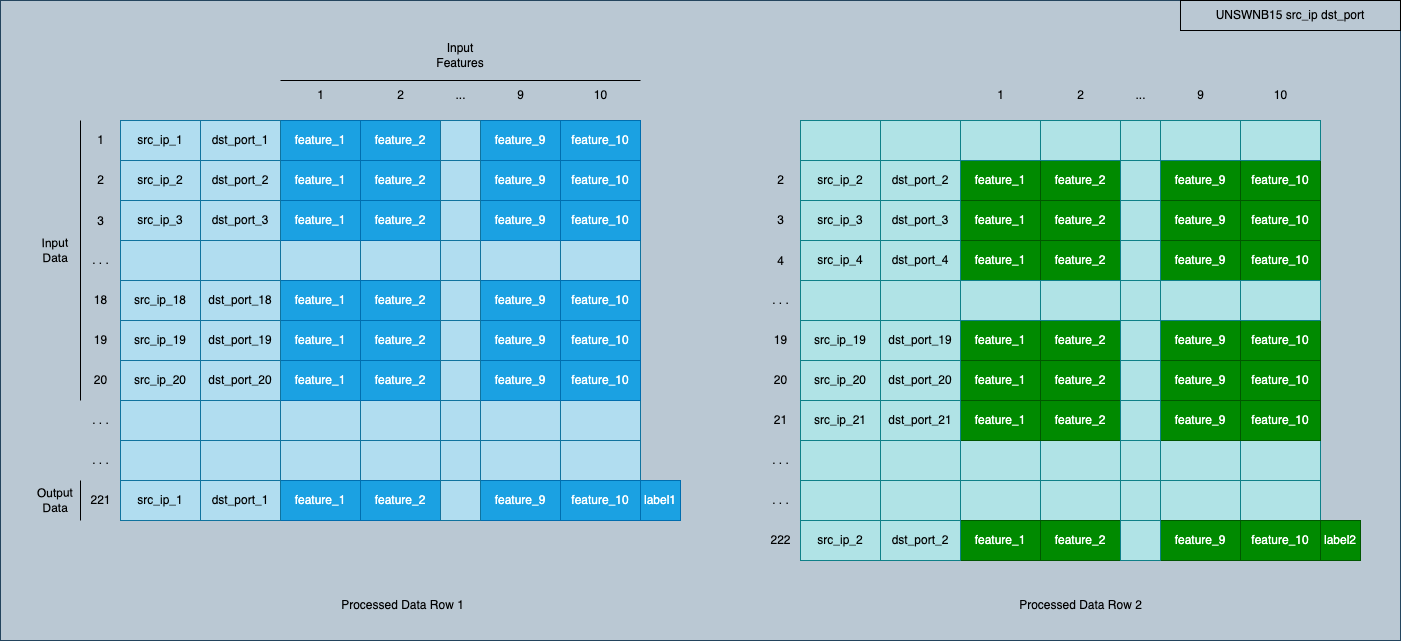 UNSWNB15 src_ip dst_port
Input
Features
1 2 ... 9 10
1 2 ... 9 10
Input
Data
1 src_ip_1 dst_port_1 feature_1 feature_2 feature_9 feature_10
2 src_ip_2 dst_port_2 feature_1 feature_2 feature_9 feature_10
3 src_ip_3 dst_port_3 feature_1 feature_2 feature_9 feature_10
. . .
18 src_ip_18 dst_port_18 feature_1 feature_2 feature_9 feature_10
19 src_ip_19 dst_port_19 feature_1 feature_2 feature_9 feature_10
20 src_ip_20 dst_port_20 feature_1 feature_2 feature_9 feature_10
. . .
. . .
Output
Data
221 src_ip_1 dst_port_1 feature_1 feature_2 feature_9 feature_10 label1
Processed Data Row 1
2 src_ip_2 dst_port_2 feature_1 feature_2 feature_9 feature_10
3 src_ip_3 dst_port_3 feature_1 feature_2 feature_9 feature_10
4 src_ip_4 dst_port_4 feature_1 feature_2 feature_9 feature_10
. . .
19 src_ip_19 dst_port_19 feature_1 feature_2 feature_9 feature_10
20 src_ip_20 dst_port_20 feature_1 feature_2 feature_9 feature_10
21 src_ip_21 dst_port_21 feature_1 feature_2 feature_9 feature_10
. . .
. . .
222 src_ip_2 dst_port_2 feature_1 feature_2 feature_9 feature_10 label2
Processed Data Row 2